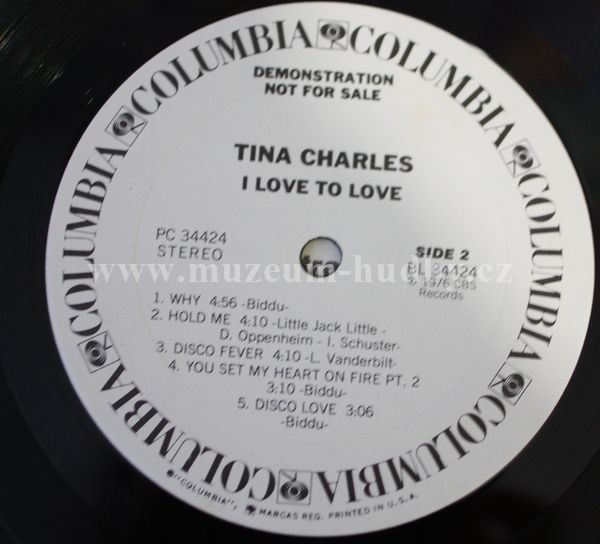 COLUMBIA COLUMBIA COLUMBIA COLUMBIA COLUMBIA COLUMBIA COLUMBIA COLUMBIA
DEMONSTRATION
NOT FOR SALE
TINA CHARLES
I LOVE TO LOVE
PC 34424
STEREO
SIDE 2
BL 34424
℗ 1976 CBS
Records
www.muzeum-hudby.cz
1. WHY 4:56 -Biddu-
2. HOLD ME 4:10 -Little Jack Little -
D. Oppenheim - I. Schuster-
3. DISCO FEVER 4:10 -L. Vanderbilt-
4. YOU SET MY HEART ON FIRE PT. 2
3:10 -Biddu-
5. DISCO LOVE 3:06
-Biddu-
® "COLUMBIA", MARCAS REG. PRINTED IN U.S.A.